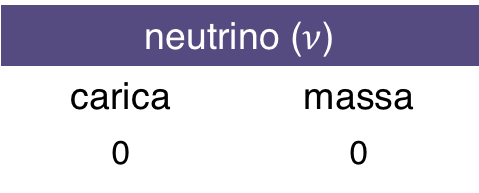 neutrino (ν)
carica massa
0 0